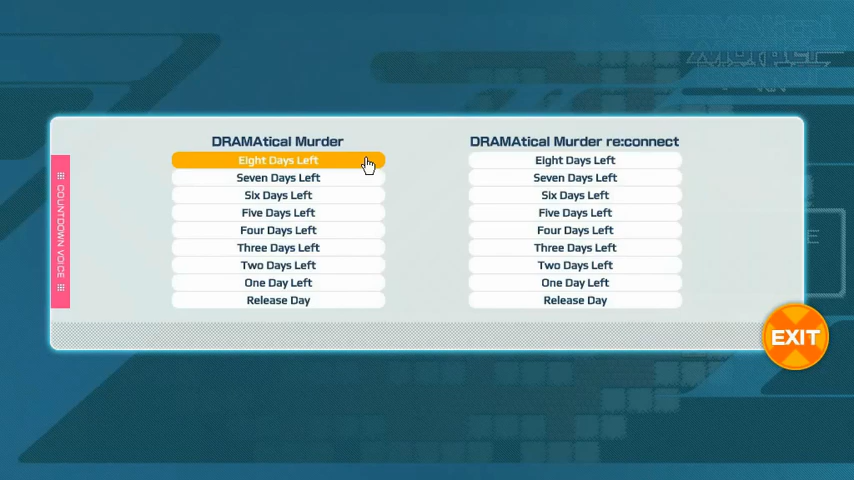 DRAMAtical Murder
Eight Days Left
Seven Days Left
Six Days Left
Five Days Left
Four Days Left
Three Days Left
Two Days Left
One Day Left
Release Day
DRAMAtical Murder re:connect
Eight Days Left
Seven Days Left
Six Days Left
Five Days Left
Four Days Left
Three Days Left
Two Days Left
One Day Left
Release Day
COUNTDOWN VOICE
EXIT